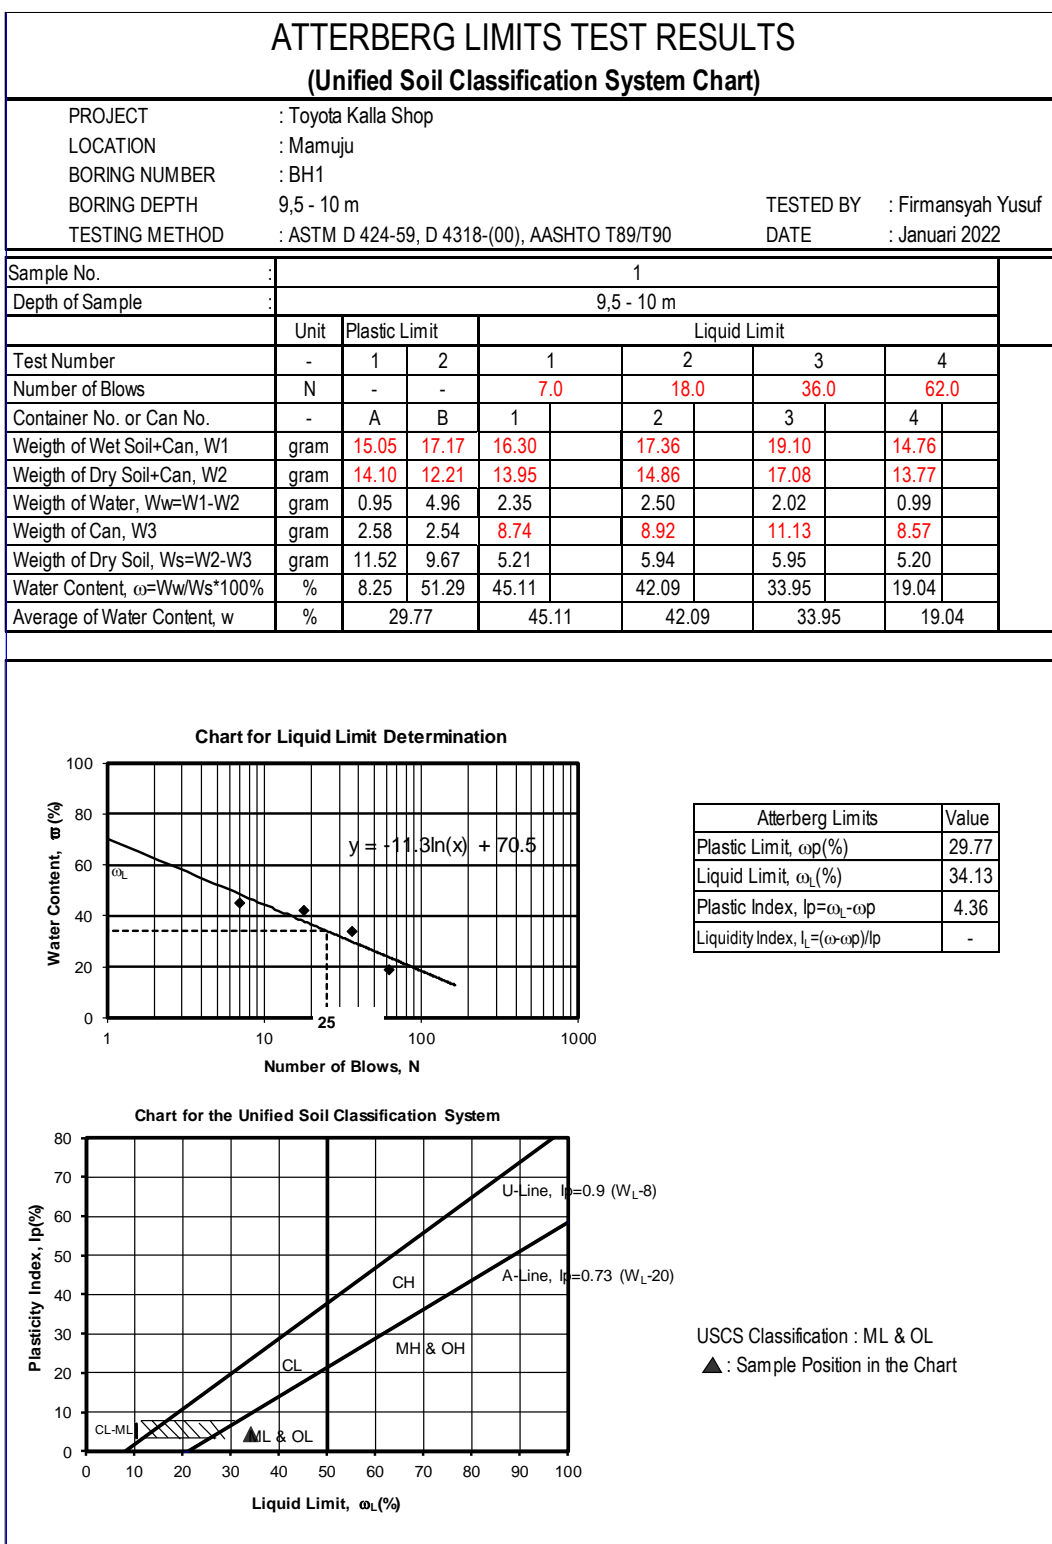 ATTERBERG LIMITS TEST RESULTS
(Unified Soil Classification System Chart)
PROJECT : Toyota Kalla Shop
LOCATION : Mamuju
BORING NUMBER : BH1
BORING DEPTH 9,5 - 10 m TESTED BY : Firmansyah Yusuf
TESTING METHOD : ASTM D 424-59, D 4318-(00), AASHTO T89/T90 DATE : Januari 2022
Sample No. : 1
Depth of Sample : 9,5 - 10 m
Unit Plastic Limit Liquid Limit
Test Number - 1 2 1 2 3 4
Number of Blows N - - 7.0 18.0 36.0 62.0
Container No. or Can No. - A B 1 2 3 4
Weigth of Wet Soil+Can, W1 gram 15.05 17.17 16.30 17.36 19.10 14.76
Weigth of Dry Soil+Can, W2 gram 14.10 12.21 13.95 14.86 17.08 13.77
Weigth of Water, Ww=W1-W2 gram 0.95 4.96 2.35 2.50 2.02 0.99
Weigth of Can, W3 gram 2.58 2.54 8.74 8.92 11.13 8.57
Weigth of Dry Soil, Ws=W2-W3 gram 11.52 9.67 5.21 5.94 5.95 5.20
Water Content, ω=Ww/Ws*100% % 8.25 51.29 45.11 42.09 33.95 19.04
Average of Water Content, w % 29.77 45.11 42.09 33.95 19.04
Chart for Liquid Limit Determination
100
80
60
40
20
0
Water Content, ϖ (%)
y = -11.3ln(x) + 70.5
ωL
25
1 10 100 1000
Number of Blows, N
Atterberg Limits Value
Plastic Limit, ωp(%) 29.77
Liquid Limit, ωL(%) 34.13
Plastic Index, Ip=ωL-ωp 4.36
Liquidity Index, IL=(ω-ωp)/Ip -
Chart for the Unified Soil Classification System
80
70
60
50
40
30
20
10
0
Plasticity Index, Ip(%)
U-Line, Ip=0.9 (WL-8)
CH
A-Line, Ip=0.73 (WL-20)
MH & OH
CL
CL-ML
ML & OL
0 10 20 30 40 50 60 70 80 90 100
Liquid Limit, ωL(%)
USCS Classification : ML & OL
: Sample Position in the Chart